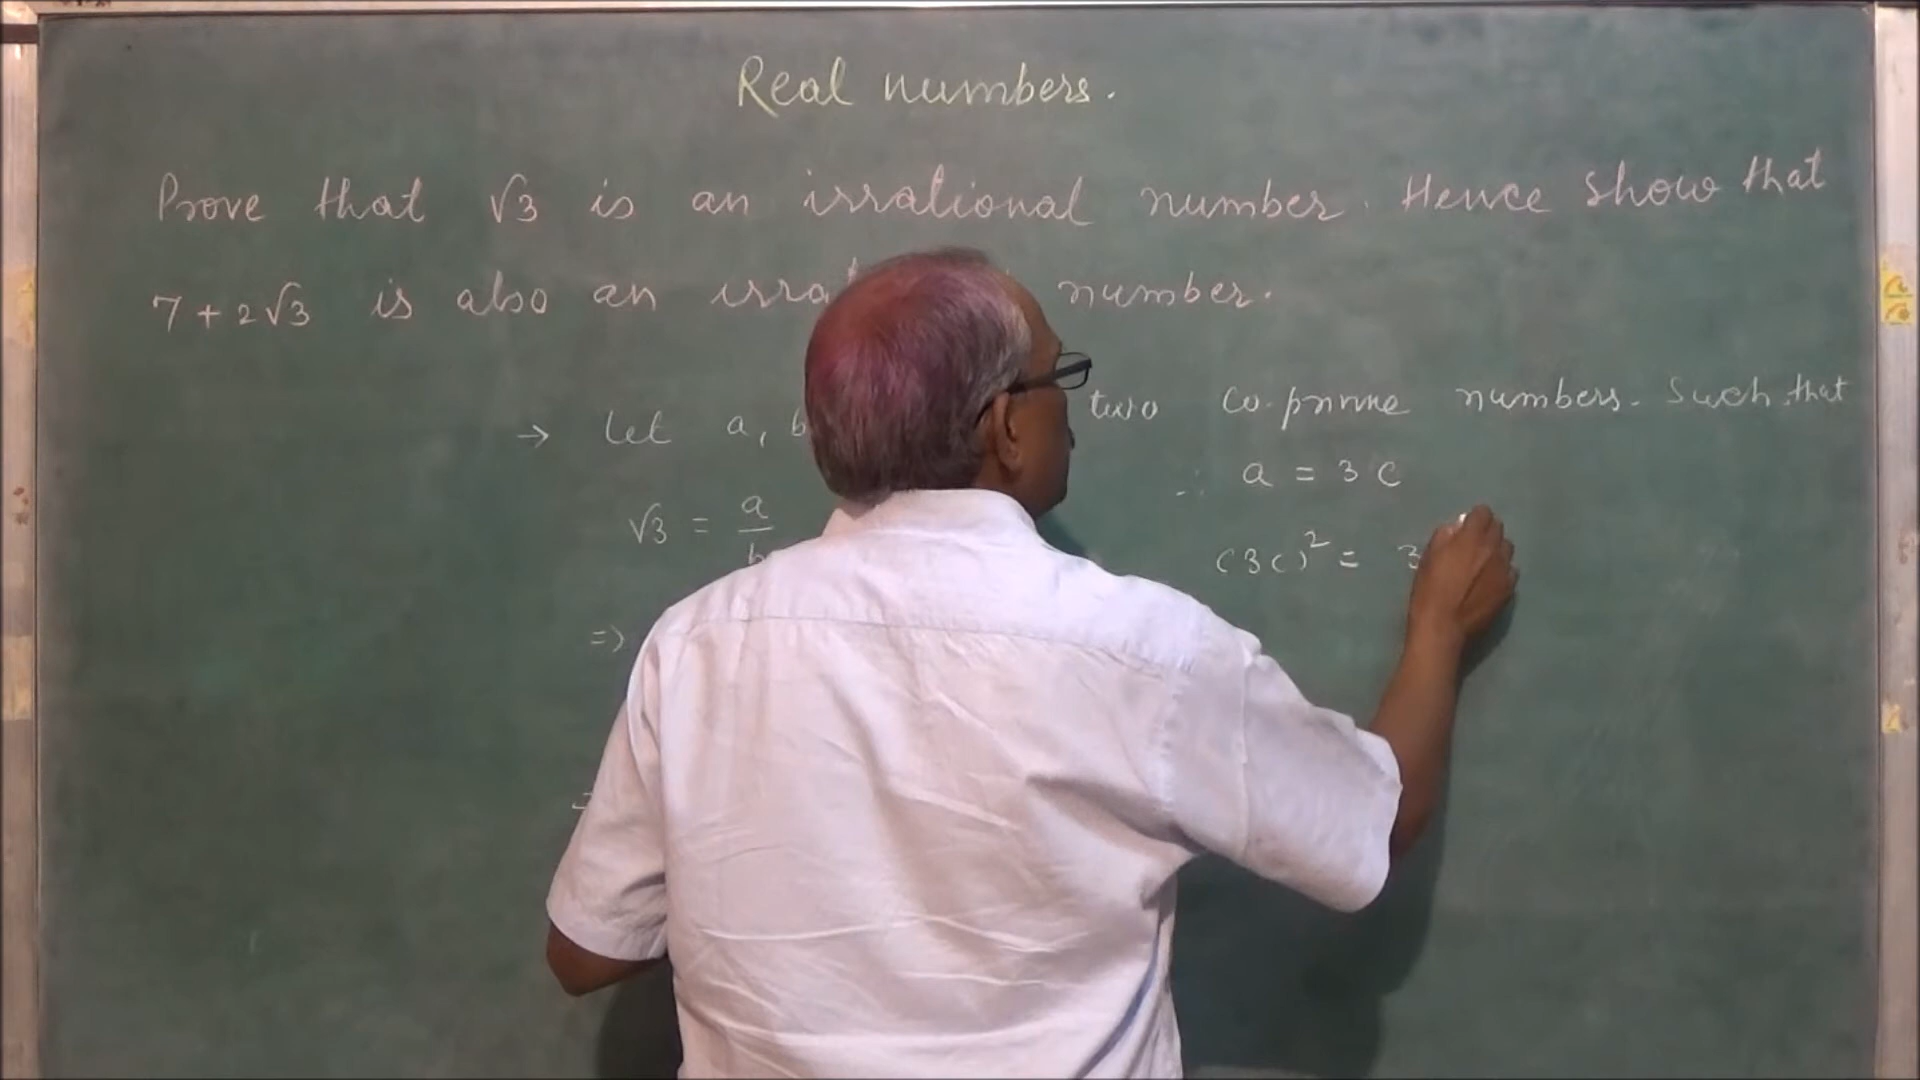 Real numbers.
Prove that √3 is an irrational number. Hence show that
7 + 2√3 is also an number.
→ Let a, b two co-prime numbers. Such that
∴ a = 3c
√3 = a/b
(3c)² = 3
=>